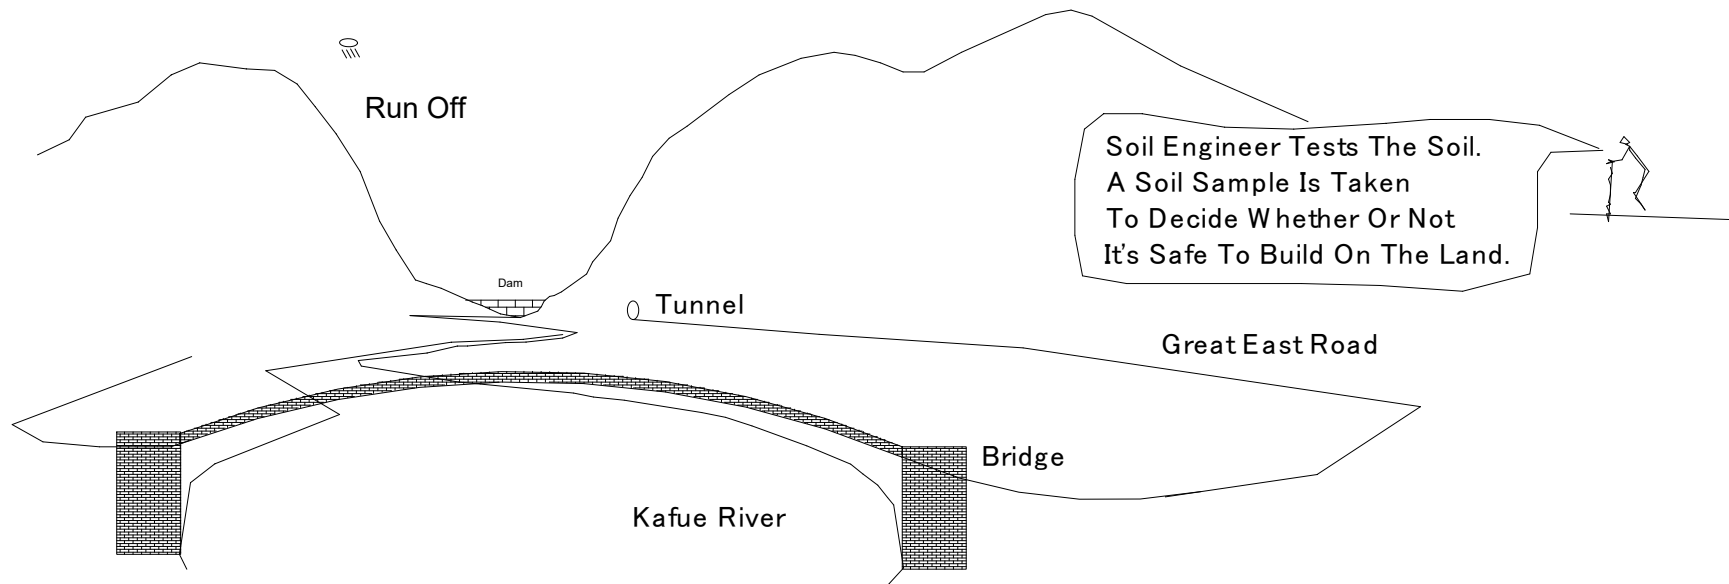 Run Off
Soil Engineer Tests The Soil.
A Soil Sample Is Taken
To Decide Whether Or Not
It's Safe To Build On The Land.
Dam
Tunnel
Great East Road
Bridge
Kafue River